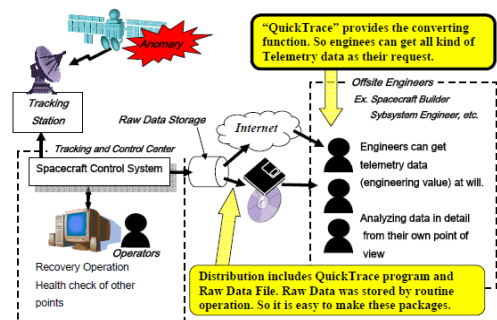 Anomary
"QuickTrace" provides the converting
function. So enginees can get all kind of
Telemetry data as their request.
Tracking
Station
Offsite Engineers
Ex. Spacecraft Builder
Sybsystem Engineer, etc.
Raw Data Storage
Internet
Tracking and Control Center
Spacecraft Control System
Engineers can get
telemetry data
(engineering value) at will.
Analyzing data in detail
from their own point of
view
Operators
Recovery Operation
Health check of other
points
Distribution includes QuickTrace program and
Raw Data File. Raw Data was stored by routine
operation. So it is easy to make these packages.